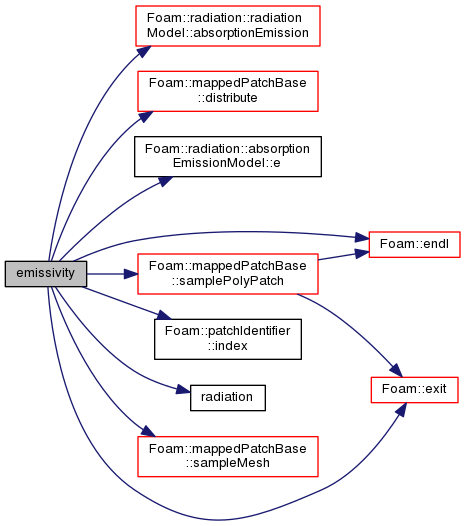 Foam::radiation::radiation
Model::absorptionEmission
Foam::mappedPatchBase
::distribute
Foam::radiation::absorption
EmissionModel::e
Foam::endl
emissivity
Foam::mappedPatchBase
::samplePolyPatch
Foam::patchIdentifier
::index
Foam::exit
radiation
Foam::mappedPatchBase
::sampleMesh